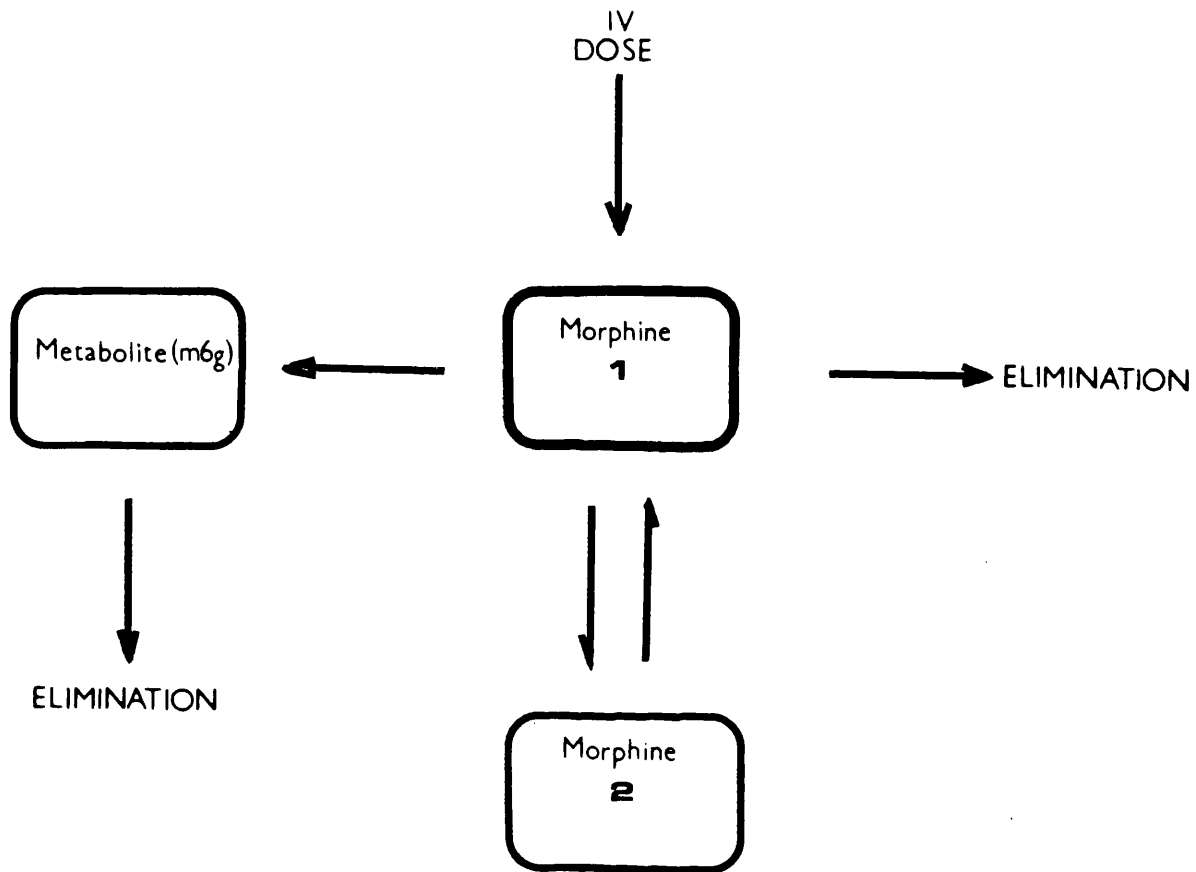 IV
DOSE
Metabolite(m6g)
Morphine
1
ELIMINATION
ELIMINATION
Morphine
2